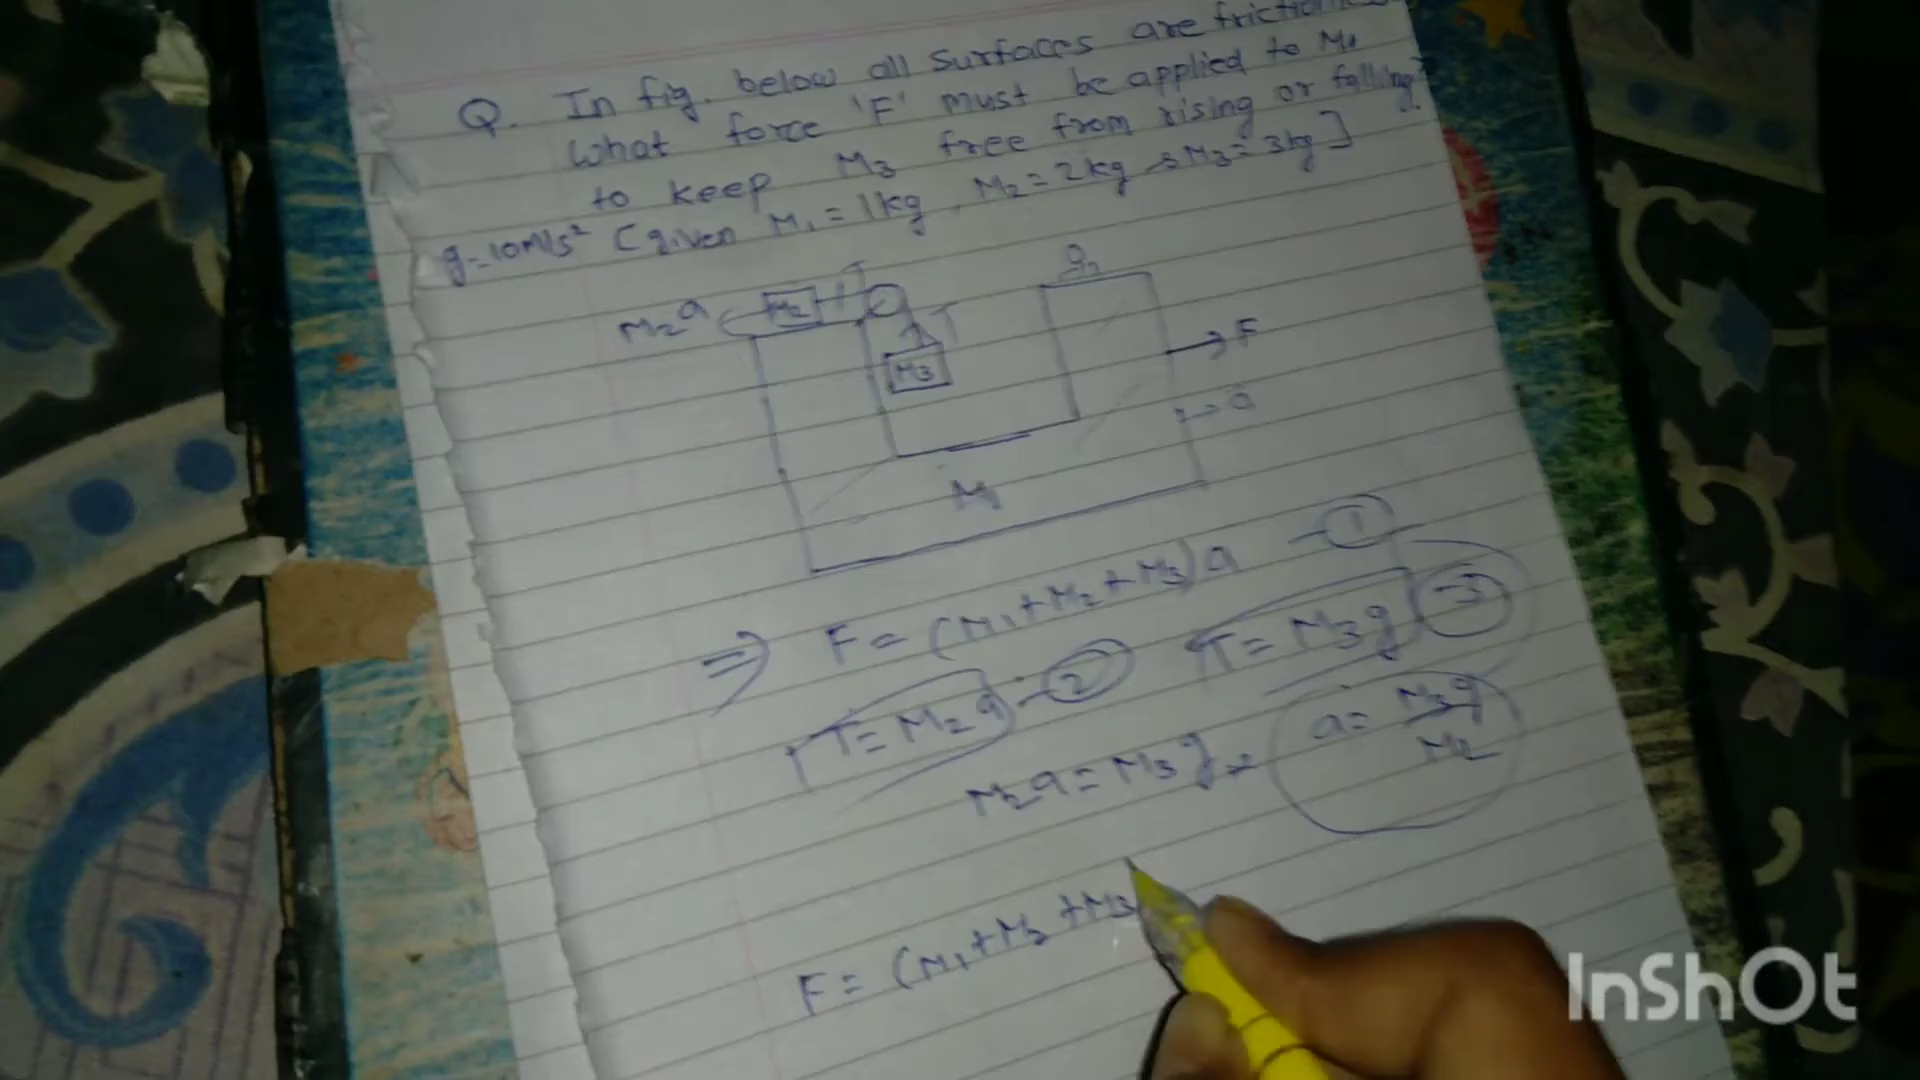 Q. In fig. below all surfaces are
What force 'F' must be applied to M₁
to keep M₃ free from rising or falling?
g=10m/s² (given M₁ = 1kg, M₂ = 2kg, M₃ = 3kg]
M₂a M₂ T T
M₃
F
a
M₁
⇒ F = (M₁+M₂+M₃)a — ①
T = M₂a — ② T = M₃g ③
M₂a = M₃g a = M₃g/M₂
F = (M₁+M₂+M₃
InShOt